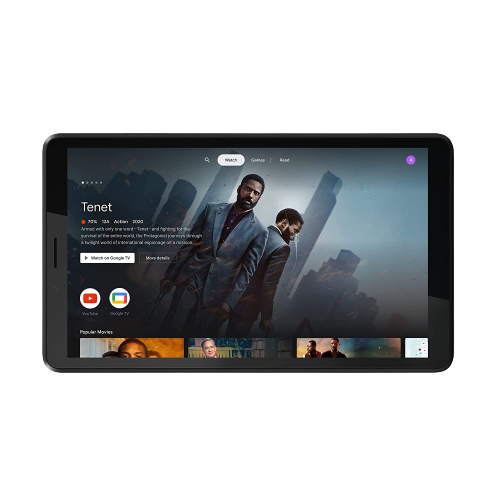 Watch
Games
Read
A
Tenet
70% 12A Action 2020
Armed with only one word—Tenet—and fighting for the
survival of the entire world, the Protagonist journeys through
a twilight world of international espionage on a mission
Watch on Google TV
More details
YouTube
Google TV
Popular Movies